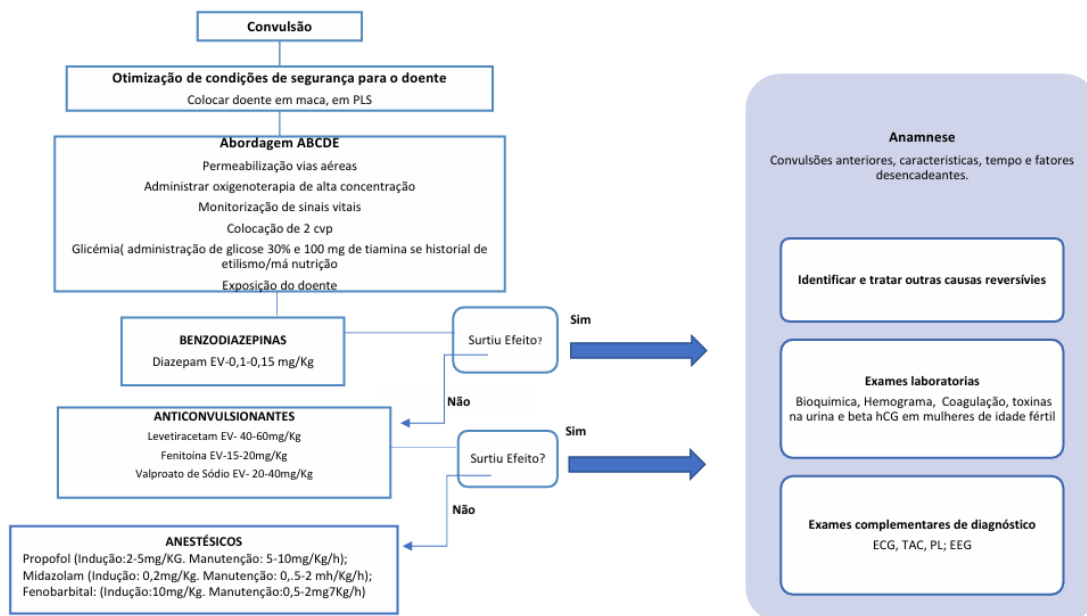 Convulsão
Otimização de condições de segurança para o doente
Colocar doente em maca, em PLS
Abordagem ABCDE
Permeabilização vias aéreas
Administrar oxigenoterapia de alta concentração
Monitorização de sinais vitais
Colocação de 2 cvp
Glicémia( administração de glicose 30% e 100 mg de tiamina se historial de
etilismo/má nutrição
Exposição do doente
BENZODIAZEPINAS
Diazepam EV-0,1-0,15 mg/Kg
Surtiu Efeito?
Sim
Não
ANTICONVULSIONANTES
Levetiracetam EV- 40-60mg/Kg
Fenitoína EV-15-20mg/Kg
Valproato de Sódio EV- 20-40mg/Kg
Surtiu Efeito?
Sim
Não
ANESTÉSICOS
Propofol (Indução:2-5mg/KG. Manutenção: 5-10mg/Kg/h);
Midazolam (Indução: 0,2mg/Kg. Manutenção: 0,.5-2 mh/Kg/h);
Fenobarbital: (Indução:10mg/Kg. Manutenção:0,5-2mg7Kg/h)
Anamnese
Convulsões anteriores, caracteristicas, tempo e fatores
desencadeantes.
Identificar e tratar outras causas reversívies
Exames laboratorias
Bioquimica, Hemograma, Coagulação, toxinas
na urina e beta hCG em mulheres de idade fértil
Exames complementares de diagnóstico
ECG, TAC, PL; EEG